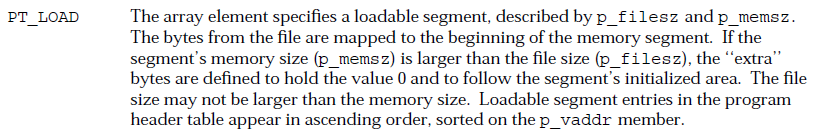 PT_LOAD The array element specifies a loadable segment, described by p_filesz and p_memsz.
The bytes from the file are mapped to the beginning of the memory segment. If the
segment’s memory size (p_memsz) is larger than the file size (p_filesz), the ‘‘extra’’
bytes are defined to hold the value 0 and to follow the segment’s initialized area. The file
size may not be larger than the memory size. Loadable segment entries in the program
header table appear in ascending order, sorted on the p_vaddr member.